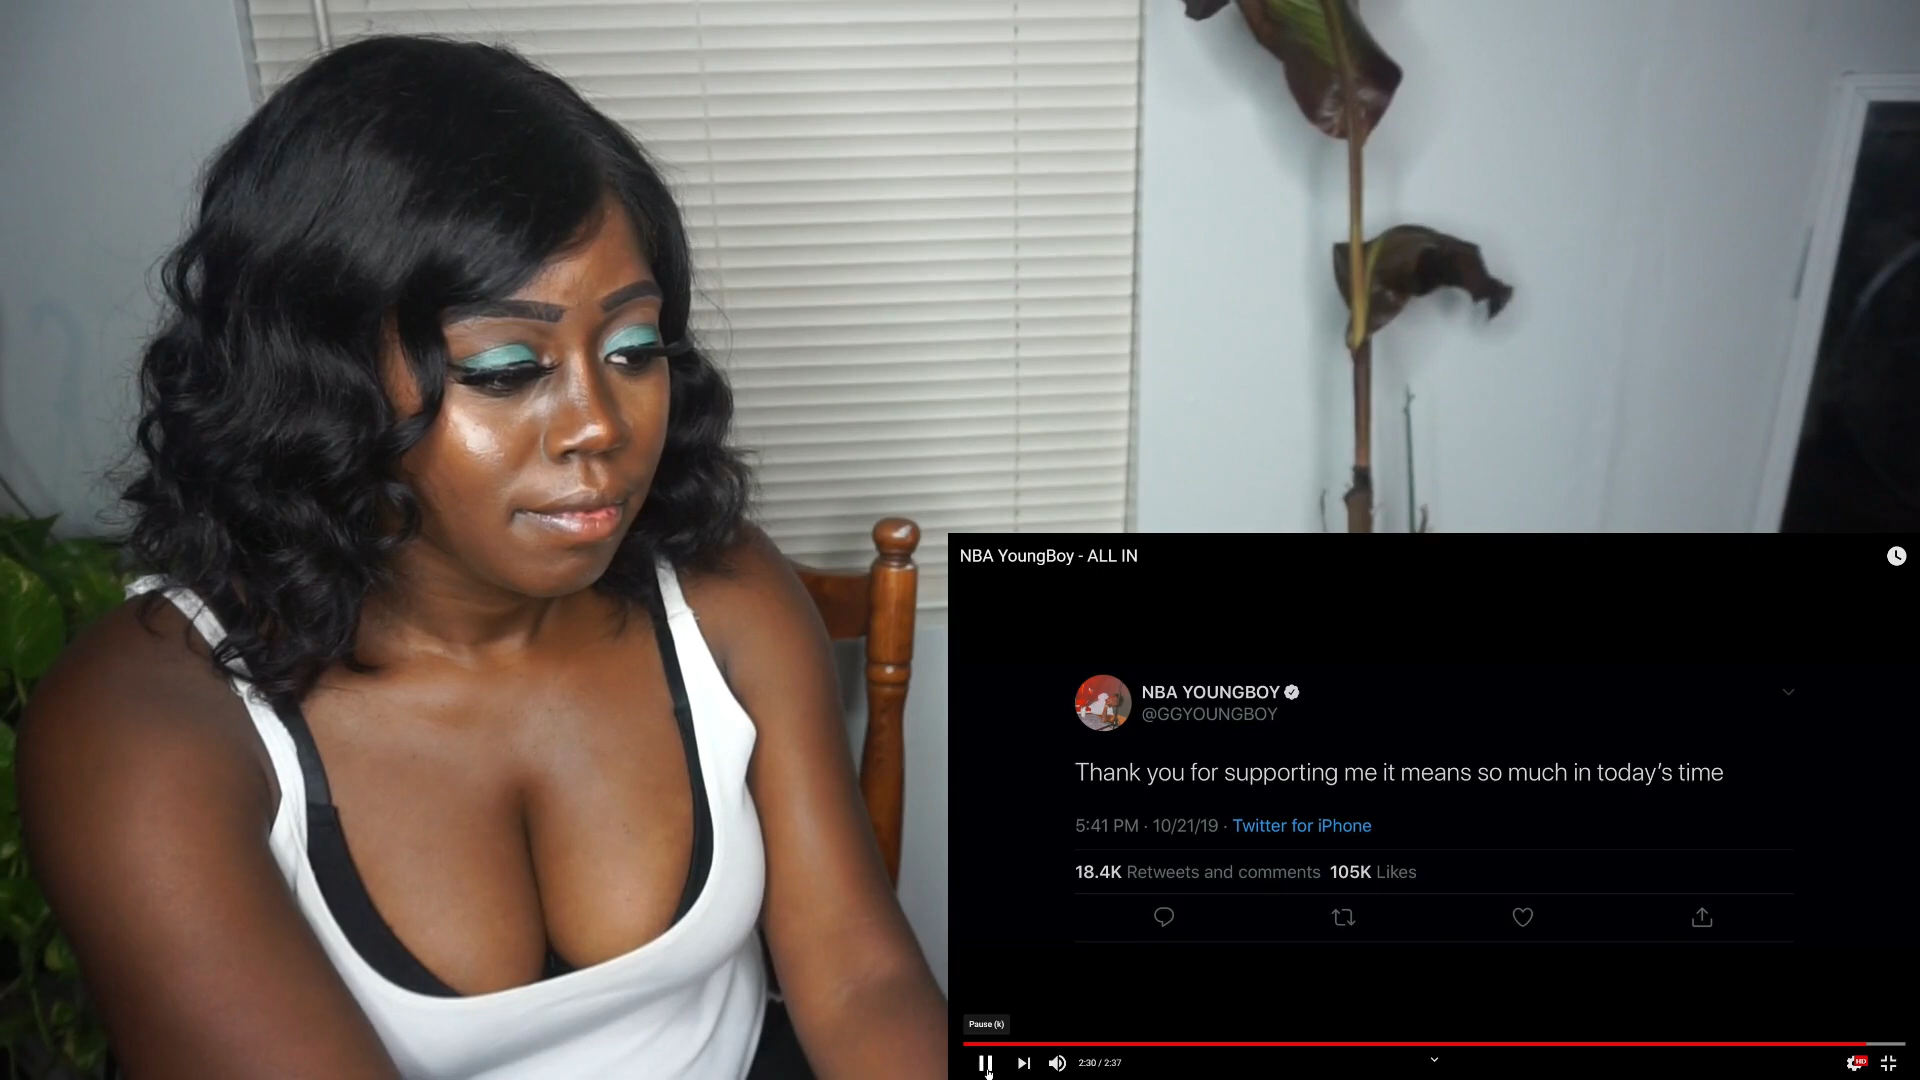 NBA YoungBoy - ALL IN
NBA YOUNGBOY
@GGYOUNGBOY
Thank you for supporting me it means so much in today’s time
5:41 PM · 10/21/19 · Twitter for iPhone
18.4K Retweets and comments 105K Likes
Pause (k)
2:30 / 2:37
HD